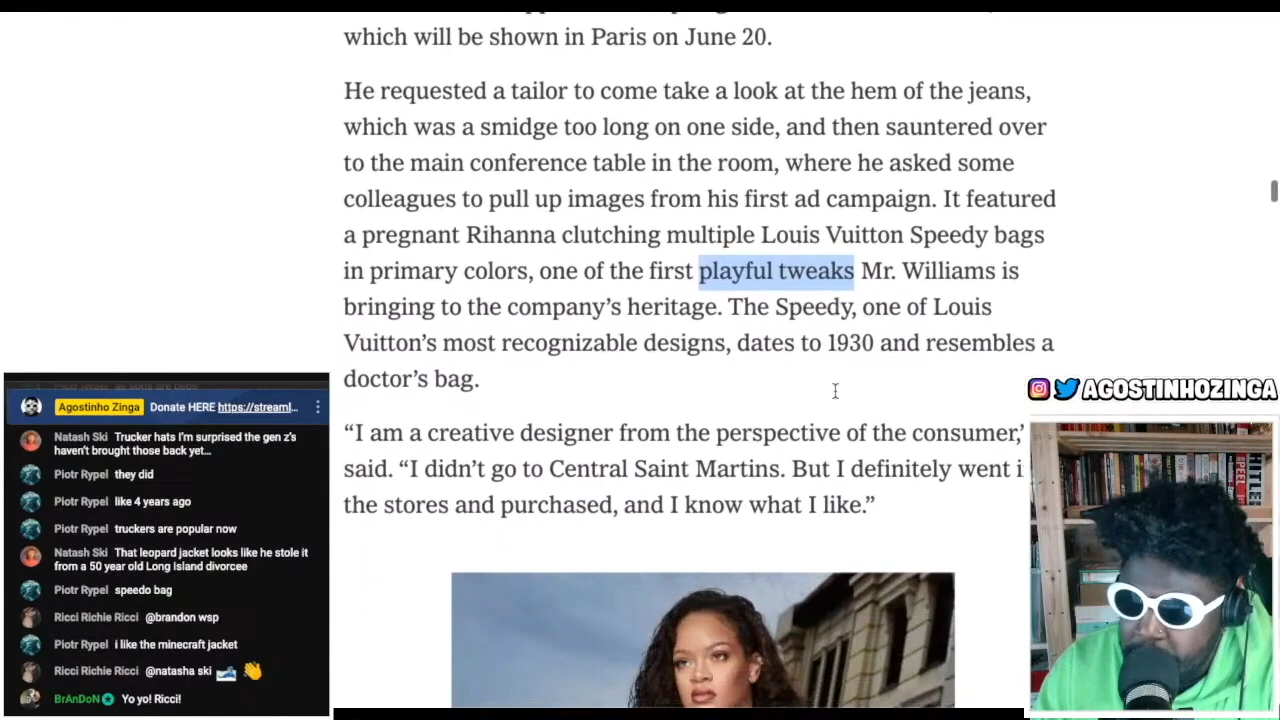 which will be shown in Paris on June 20.
He requested a tailor to come take a look at the hem of the jeans,
which was a smidge too long on one side, and then sauntered over
to the main conference table in the room, where he asked some
colleagues to pull up images from his first ad campaign. It featured
a pregnant Rihanna clutching multiple Louis Vuitton Speedy bags
in primary colors, one of the first playful tweaks Mr. Williams is
bringing to the company’s heritage. The Speedy, one of Louis
Vuitton’s most recognizable designs, dates to 1930 and resembles a
doctor’s bag.
“I am a creative designer from the perspective of the consumer,’
said. “I didn’t go to Central Saint Martins. But I definitely went i
the stores and purchased, and I know what I like.”
Agostinho Zinga Donate HERE https://streaml...
Natash Ski Trucker hats I'm surprised the gen z's
haven't brought those back yet...
Piotr Rypel they did
Piotr Rypel like 4 years ago
Piotr Rypel truckers are popular now
Natash Ski That leopard jacket looks like he stole it
from a 50 year old Long Island divorcee
Piotr Rypel speedo bag
Ricci Richie Ricci @brandon wsp
Piotr Rypel i like the minecraft jacket
Ricci Richie Ricci @natasha ski
BrAnDoN Yo yo! Ricci!
AGOSTINHOZINGA
HITLER
PEEL